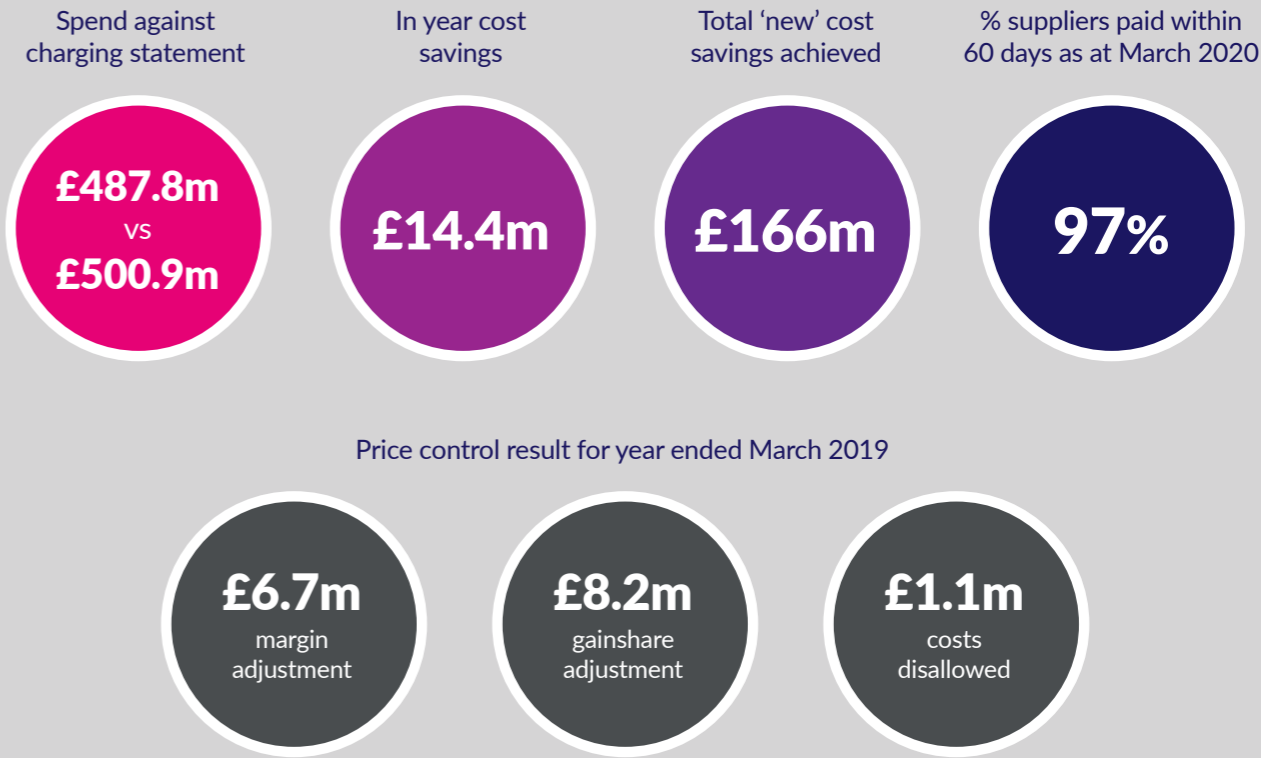 Spend against
charging statement
£487.8m
vs
£500.9m
In year cost
savings
£14.4m
Total ‘new’ cost
savings achieved
£166m
% suppliers paid within
60 days as at March 2020
97%
Price control result for year ended March 2019
£6.7m
margin
adjustment
£8.2m
gainshare
adjustment
£1.1m
costs
disallowed